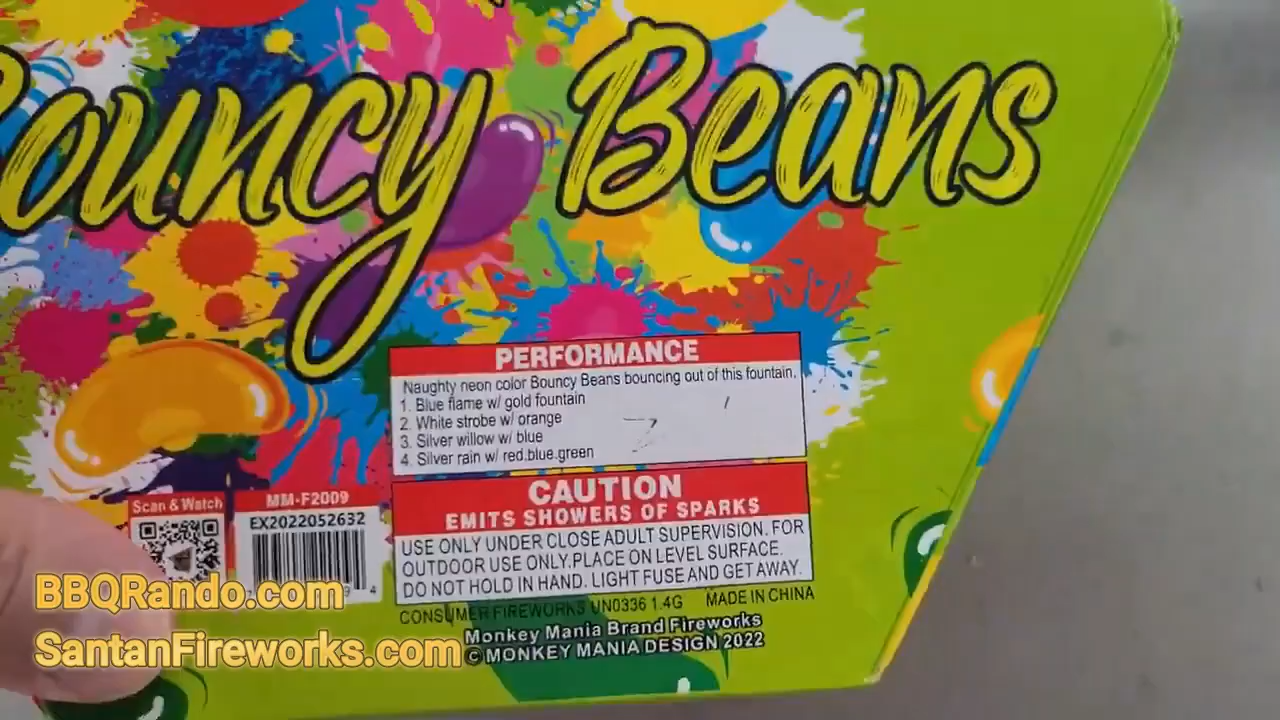 Bouncy Beans
PERFORMANCE
Naughty neon color Bouncy Beans bouncing out of this fountain.
1. Blue flame w/ gold fountain
2. White strobe w/ orange
3. Silver willow w/ blue
4. Silver rain w/ red.blue.green
CAUTION
EMITS SHOWERS OF SPARKS
USE ONLY UNDER CLOSE ADULT SUPERVISION. FOR
OUTDOOR USE ONLY.PLACE ON LEVEL SURFACE.
DO NOT HOLD IN HAND. LIGHT FUSE AND GET AWAY.
CONSUMER FIREWORKS UN0336 1.4G MADE IN CHINA
Monkey Mania Brand Fireworks
© MONKEY MANIA DESIGN 2022
Scan & Watch
MM-F2009
EX2022052632
BBQRando.com
SantanFireworks.com